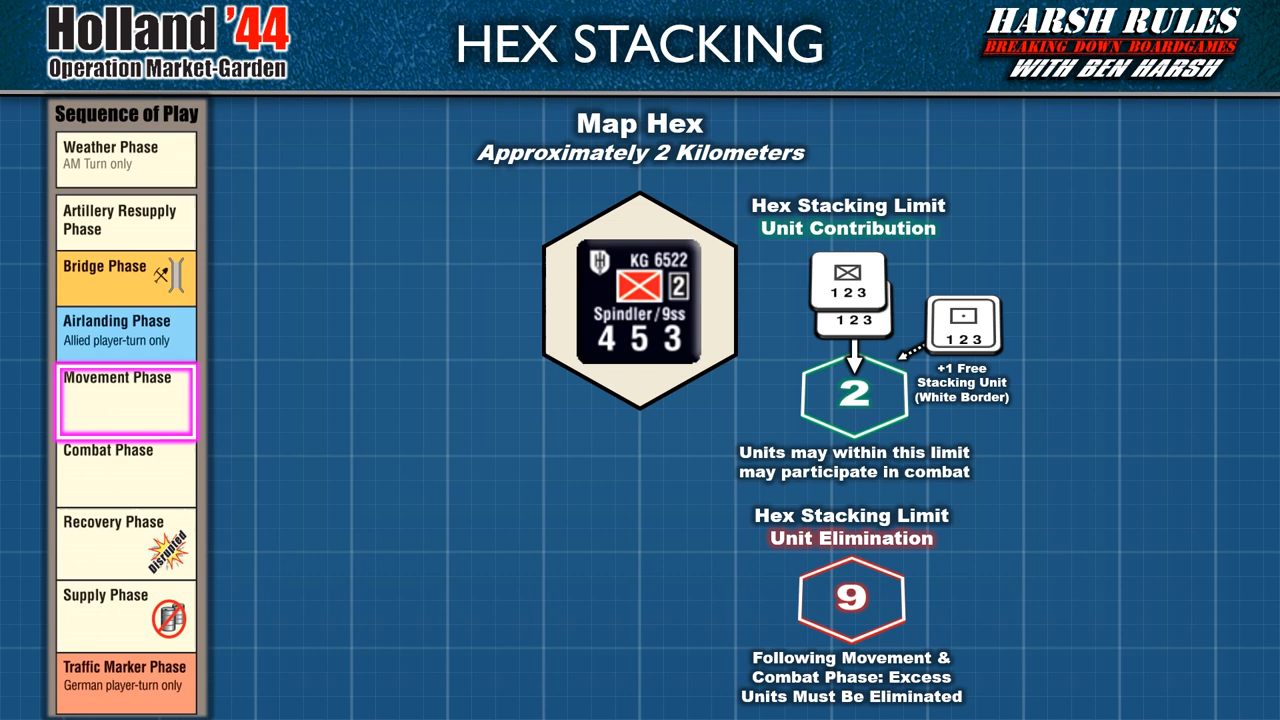 Holland '44
Operation Market-Garden
HEX STACKING
HARSH RULES
BREAKING DOWN BOARDGAMES
WITH BEN HARSH
Sequence of Play
Weather Phase
AM Turn only
Artillery Resupply
Phase
Bridge Phase
Airlanding Phase
Allied player-turn only
Movement Phase
Combat Phase
Recovery Phase
Disrupted
Supply Phase
Traffic Marker Phase
German player-turn only
Map Hex
Approximately 2 Kilometers
KG 6522
2
Spindler/9ss
4 5 3
Hex Stacking Limit
Unit Contribution
1 2 3
1 2 3
1 2 3
+1 Free
Stacking Unit
(White Border)
2
Units may within this limit
may participate in combat
Hex Stacking Limit
Unit Elimination
9
Following Movement &
Combat Phase: Excess
Units Must Be Eliminated